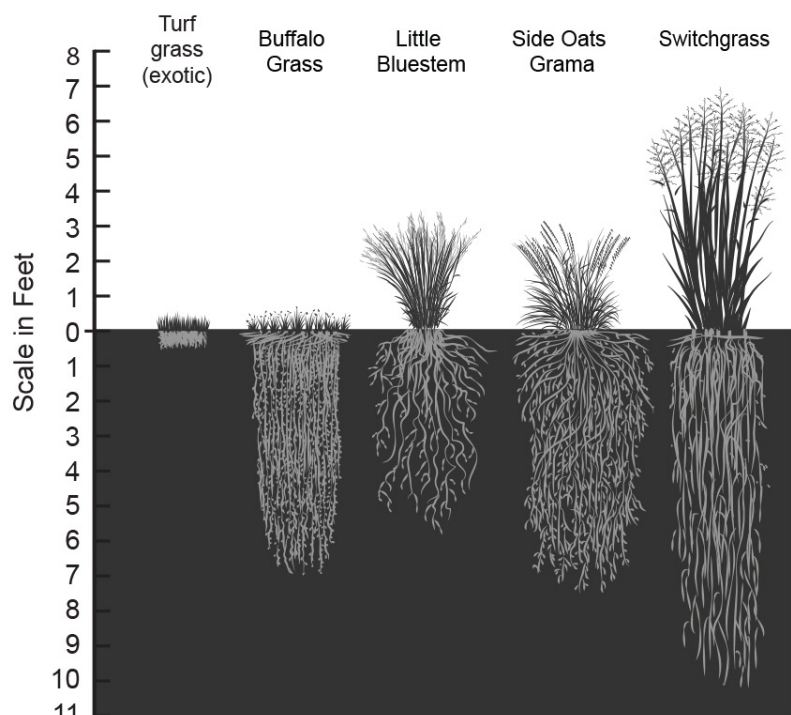 Turf
grass
(exotic)
Buffalo
Grass
Little
Bluestem
Side Oats
Grama
Switchgrass
Scale in Feet
8
7
6
5
4
3
2
1
0
1
2
3
4
5
6
7
8
9
10
11